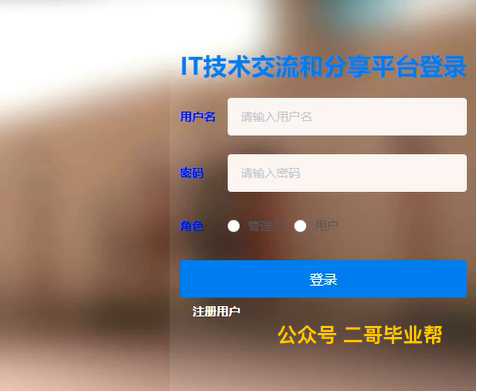 IT技术交流和分享平台登录
用户名 请输入用户名
密码 请输入密码
角色 管理员 用户
登录
注册用户
公众号 二哥毕业帮